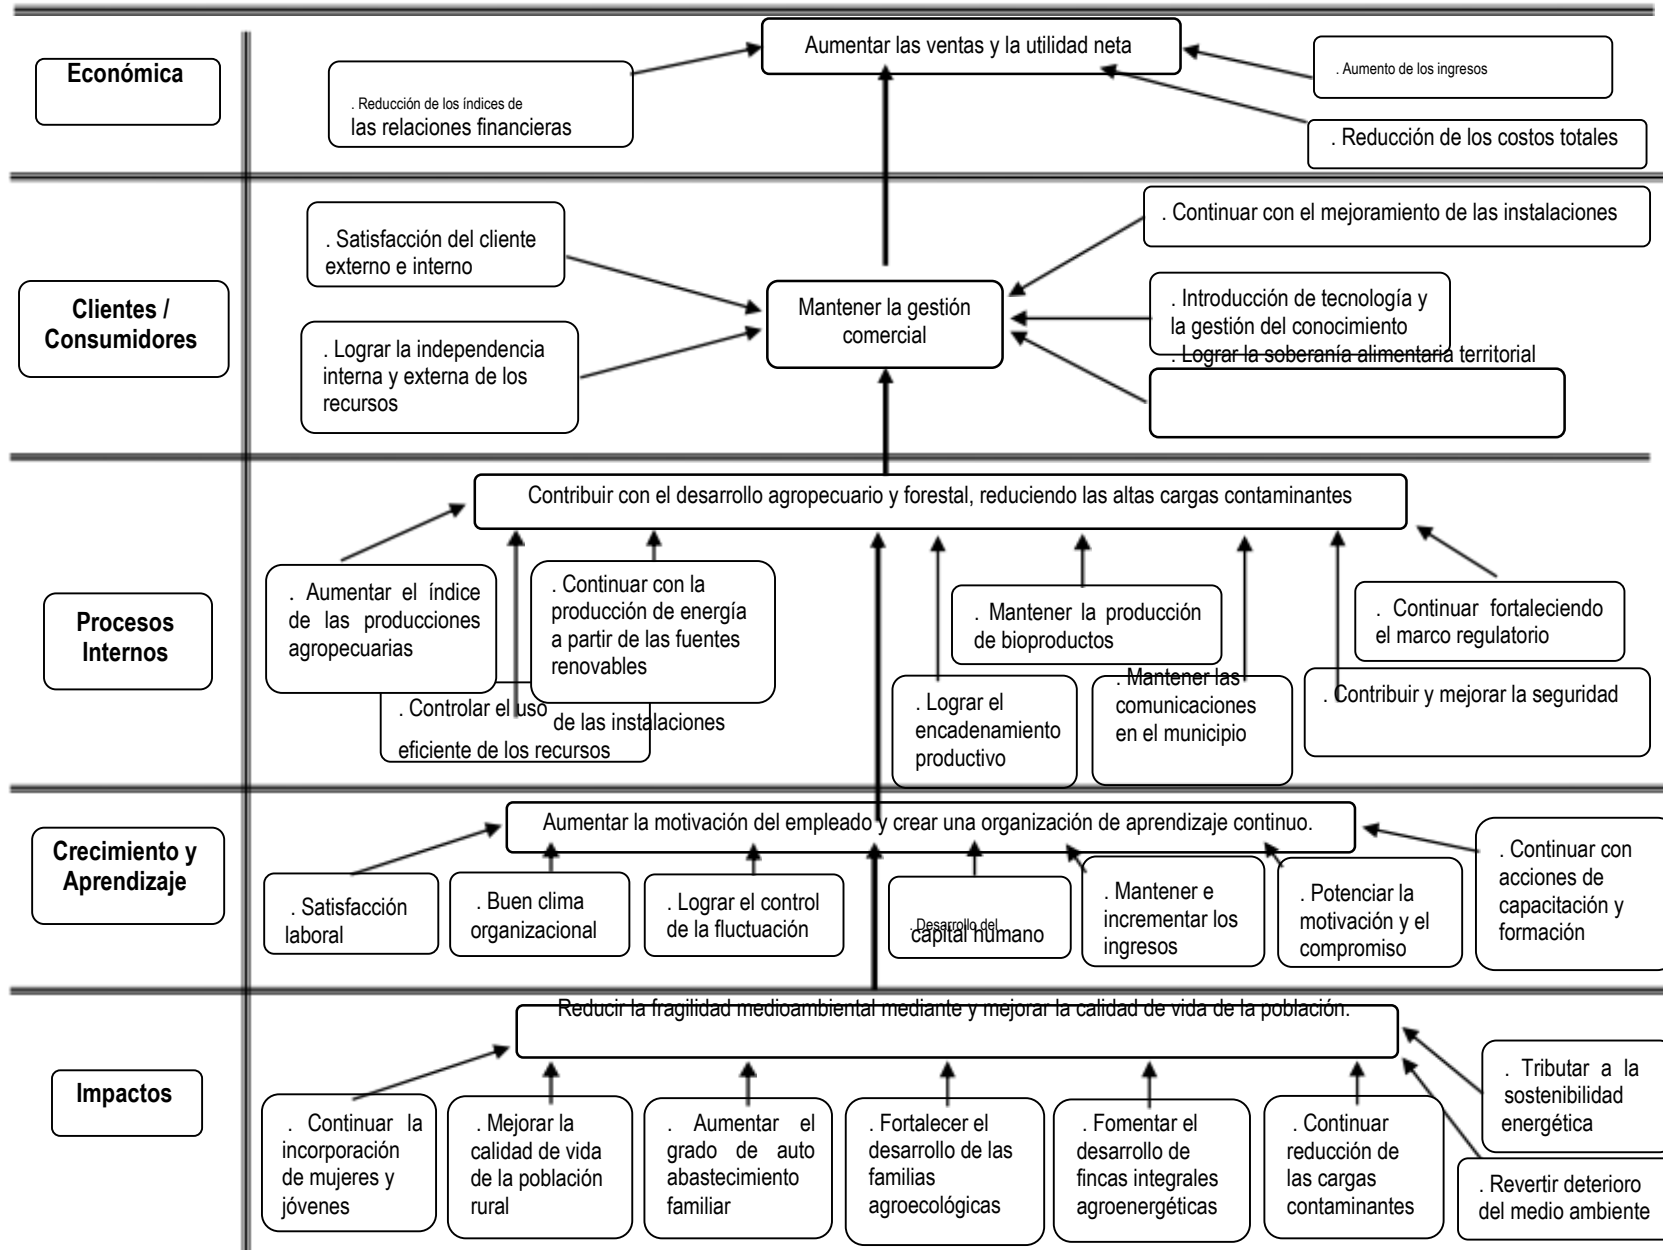 Económica
Aumentar las ventas y la utilidad neta
. Reducción de los índices de
las relaciones financieras
. Aumento de los ingresos
. Reducción de los costos totales
Clientes /
Consumidores
. Satisfacción del cliente
externo e interno
. Lograr la independencia
interna y externa de los
recursos
Mantener la gestión
comercial
. Continuar con el mejoramiento de las instalaciones
. Introducción de tecnología y
la gestión del conocimiento
. Lograr la soberanía alimentaria territorial
Procesos
Internos
Contribuir con el desarrollo agropecuario y forestal, reduciendo las altas cargas contaminantes
. Aumentar el índice
de las producciones
agropecuarias
. Controlar el uso
eficiente de los recursos
. Continuar con la
producción de energía
a partir de las fuentes
renovables
de las instalaciones
. Lograr el
encadenamiento
productivo
. Mantener la producción
de bioproductos
. Mantener las
comunicaciones
en el municipio
. Continuar fortaleciendo
el marco regulatorio
. Contribuir y mejorar la seguridad
Crecimiento y
Aprendizaje
Aumentar la motivación del empleado y crear una organización de aprendizaje continuo.
. Satisfacción
laboral
. Buen clima
organizacional
. Lograr el control
de la fluctuación
. Desarrollo del
capital humano
. Mantener e
incrementar los
ingresos
. Potenciar la
motivación y el
compromiso
. Continuar con
acciones de
capacitación y
formación
Impactos
Reducir la fragilidad medioambiental mediante y mejorar la calidad de vida de la población.
. Continuar la
incorporación
de mujeres y
jóvenes
. Mejorar la
calidad de vida
de la población
rural
. Aumentar el
grado de auto
abastecimiento
familiar
. Fortalecer el
desarrollo de las
familias
agroecológicas
. Fomentar el
desarrollo de
fincas integrales
agroenergéticas
. Continuar
reducción de
las cargas
contaminantes
. Tributar a la
sostenibilidad
energética
. Revertir deterioro
del medio ambiente